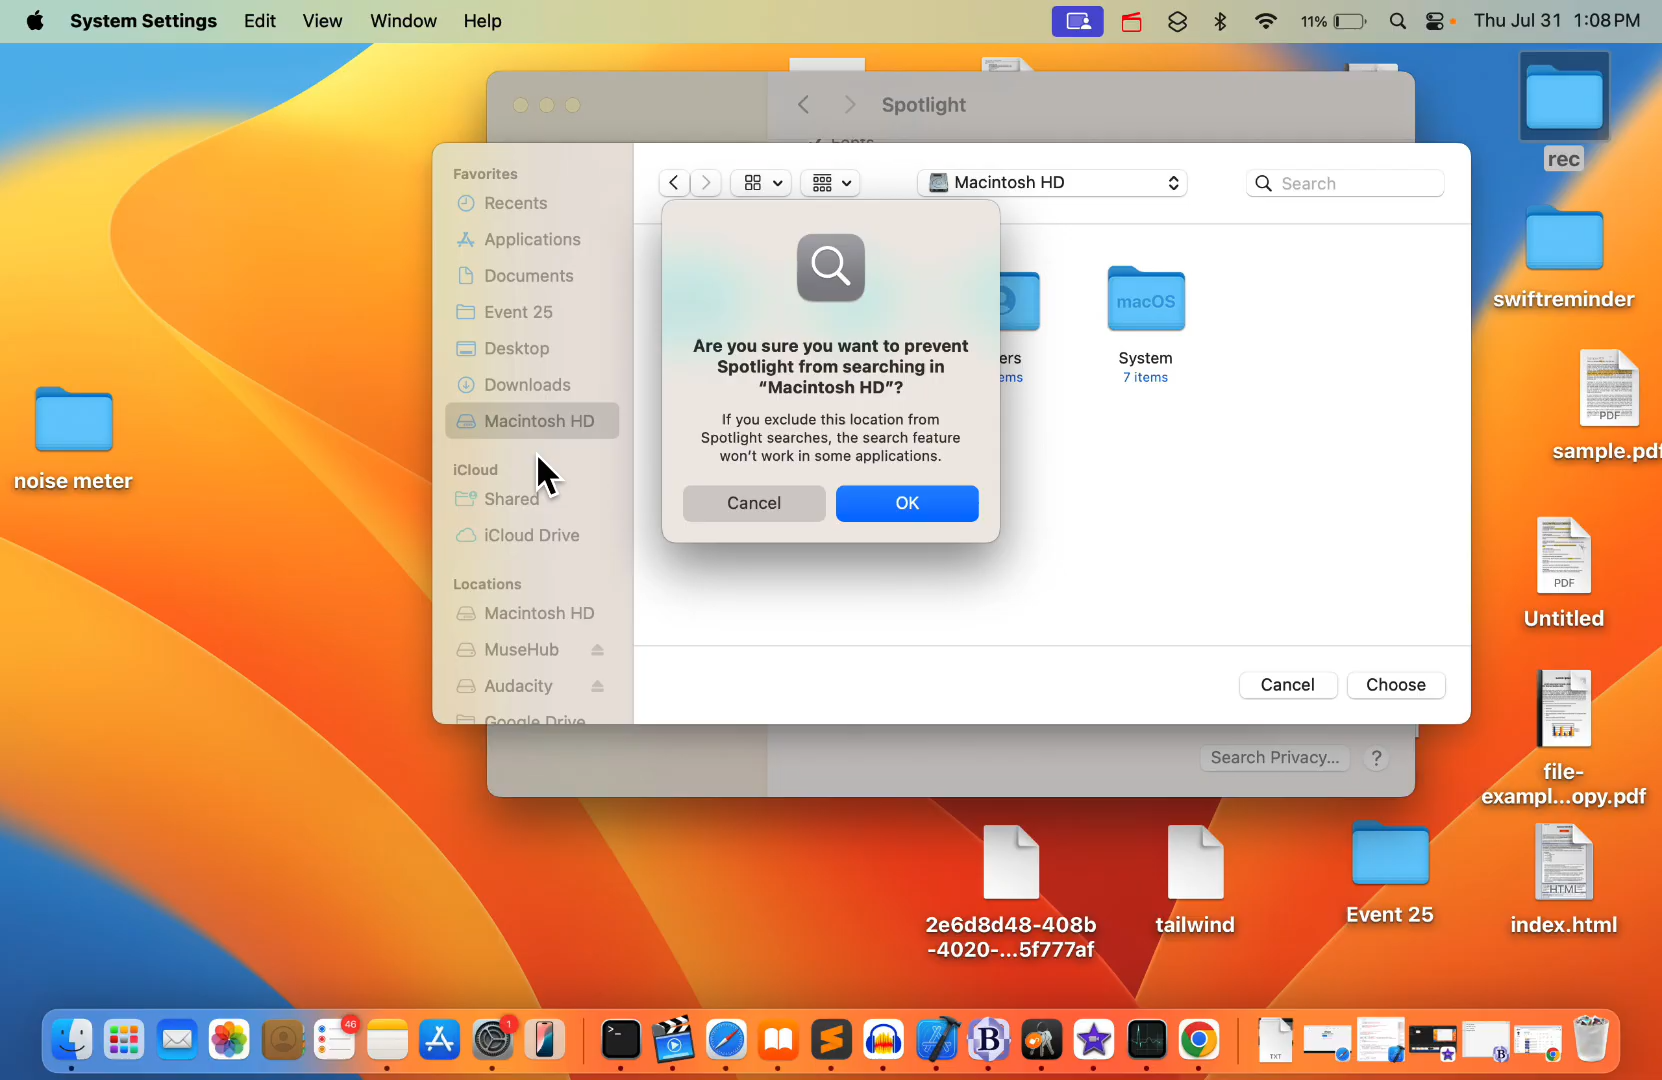 System Settings Edit View Window Help 11% Thu Jul 31 1:08 PM
Spotlight
Favorites
Recents
Applications
Documents
Event 25
Desktop
Downloads
Macintosh HD
iCloud
Shared
iCloud Drive
Locations
Macintosh HD
MuseHub
Audacity
Google Drive
Macintosh HD
Search
Are you sure you want to prevent
Spotlight from searching in
“Macintosh HD”?
If you exclude this location from
Spotlight searches, the search feature
won’t work in some applications.
Cancel OK
ers
ems
macOS
System
7 items
Cancel Choose
Search Privacy... ?
noise meter
rec
swiftreminder
PDF
sample.pdf
PDF
Untitled
file-
exampl...opy.pdf
HTML
index.html
Event 25
tailwind
2e6d8d48-408b
-4020-...5f777af
46
1
TXT